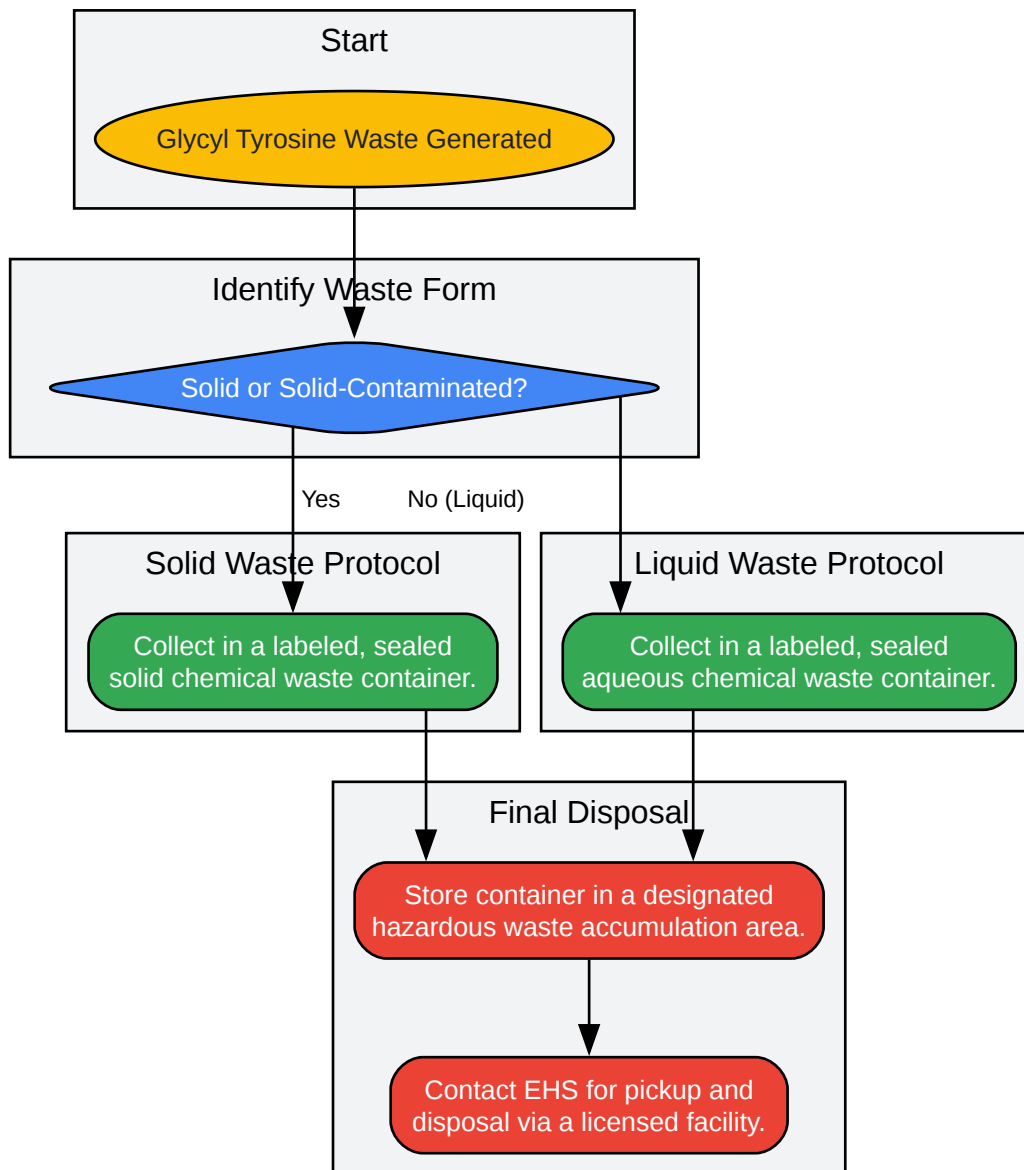 Start
Glycyl Tyrosine Waste Generated
Identify Waste Form
Solid or Solid-Contaminated?
Yes
No (Liquid)
Solid Waste Protocol
Collect in a labeled, sealed
solid chemical waste container.
Liquid Waste Protocol
Collect in a labeled, sealed
aqueous chemical waste container.
Final Disposal
Store container in a designated
hazardous waste accumulation area.
Contact EHS for pickup and
disposal via a licensed facility.